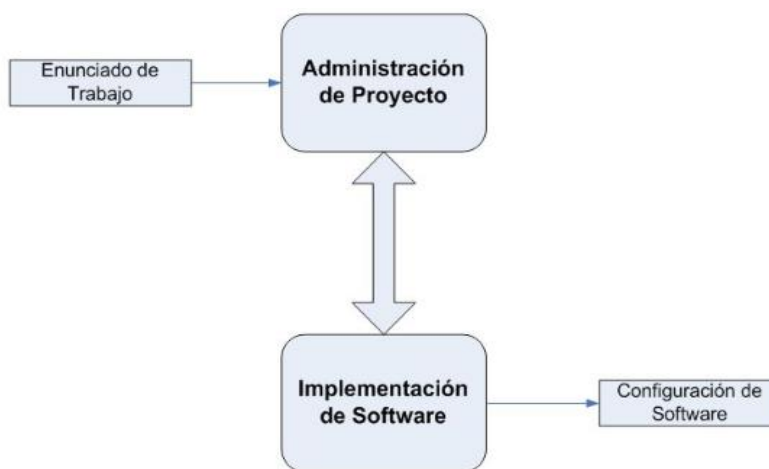 Enunciado de
Trabajo
Administración
de Proyecto
Implementación
de Software
Configuración de
Software